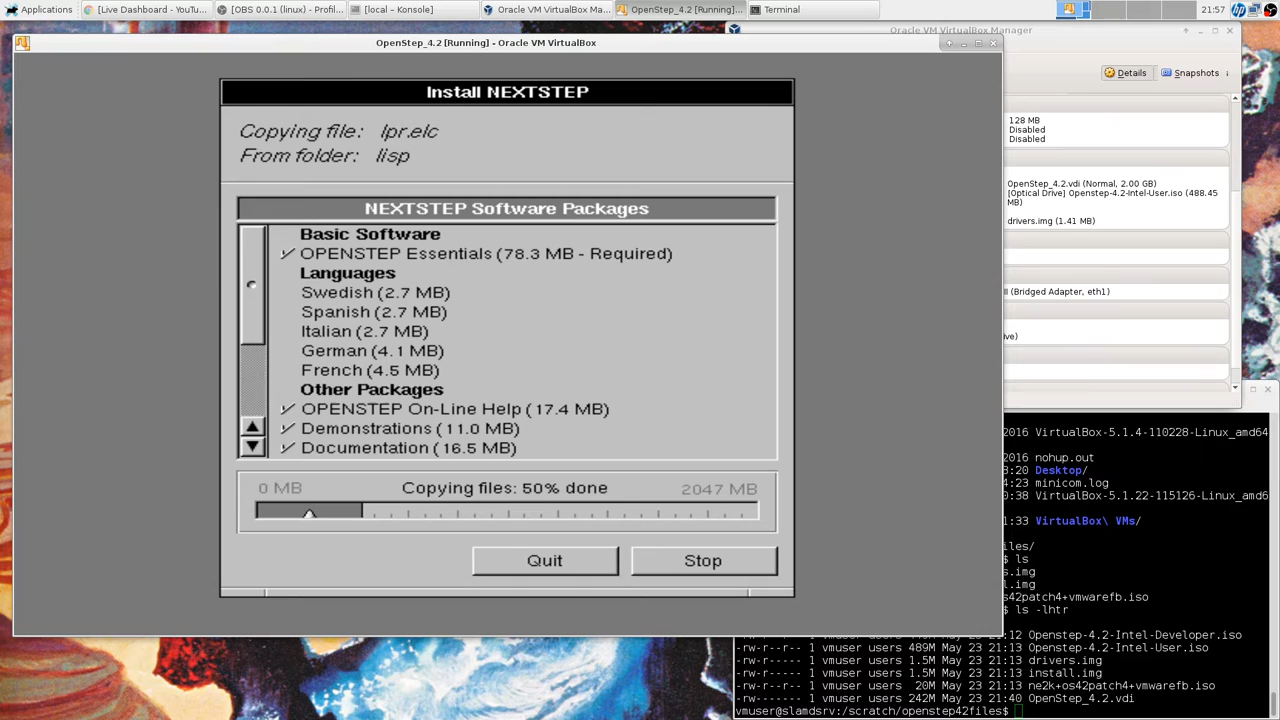 Applications
[Live Dashboard - YouTu...
[OBS 0.0.1 (linux) - Profil...
[local – Konsole]
Oracle VM VirtualBox Ma...
OpenStep_4.2 [Running]...
Terminal
21:57
Oracle VM VirtualBox Manager
OpenStep_4.2 [Running] - Oracle VM VirtualBox
Details
Snapshots
Install NEXTSTEP
Copying file: lpr.elc
From folder: lisp
NEXTSTEP Software Packages
Basic Software
OPENSTEP Essentials (78.3 MB - Required)
Languages
Swedish (2.7 MB)
Spanish (2.7 MB)
Italian (2.7 MB)
German (4.1 MB)
French (4.5 MB)
Other Packages
OPENSTEP On-Line Help (17.4 MB)
Demonstrations (11.0 MB)
Documentation (16.5 MB)
0 MB Copying files: 50% done 2047 MB
Quit
Stop
128 MB
Disabled
Disabled
OpenStep_4.2.vdi (Normal, 2.00 GB)
[Optical Drive] Openstep-4.2-Intel-User.iso (488.45
MB)
drivers.img (1.41 MB)
(Bridged Adapter, eth1)
2016 VirtualBox-5.1.4-110228-Linux_amd64
2016 nohup.out
8:20 Desktop/
4:23 minicom.log
0:38 VirtualBox-5.1.22-115126-Linux_amd6
1:33 VirtualBox\ VMs/
iles/
$ ls
s.img
l.img
s42patch4+vmwarefb.iso
$ ls -lhtr
21:12 Openstep-4.2-Intel-Developer.iso
-rw-r--r-- 1 vmuser users 489M May 23 21:13 Openstep-4.2-Intel-User.iso
-rw-r----- 1 vmuser users 1.5M May 23 21:13 drivers.img
-rw-r----- 1 vmuser users 1.5M May 23 21:13 install.img
-rw-r--r-- 1 vmuser users 20M May 23 21:13 ne2k+os42patch4+vmwarefb.iso
-rw------- 1 vmuser users 242M May 23 21:40 OpenStep_4.2.vdi
vmuser@slamdsrv:/scratch/openstep42files$